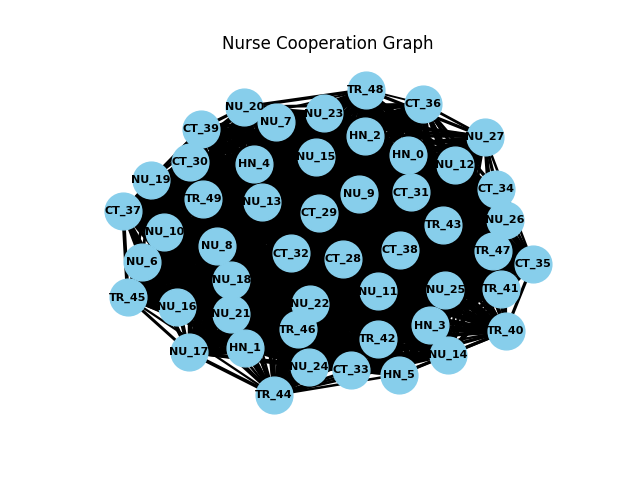 Nurse Cooperation Graph
TR_48
CT_36
NU_20
NU_23
NU_7
CT_39
HN_2
NU_27
CT_30
HN_4
NU_15
HN_0
NU_12
NU_19
TR_49
NU_13
NU_9
CT_31
CT_34
CT_37
CT_29
NU_26
NU_10
TR_43
NU_8
CT_32
CT_28
CT_38
TR_47
NU_6
CT_35
NU_18
NU_11
NU_25
TR_41
TR_45
NU_16
NU_21
NU_22
TR_46
HN_3
TR_40
NU_17
HN_1
TR_42
NU_14
NU_24
CT_33
HN_5
TR_44